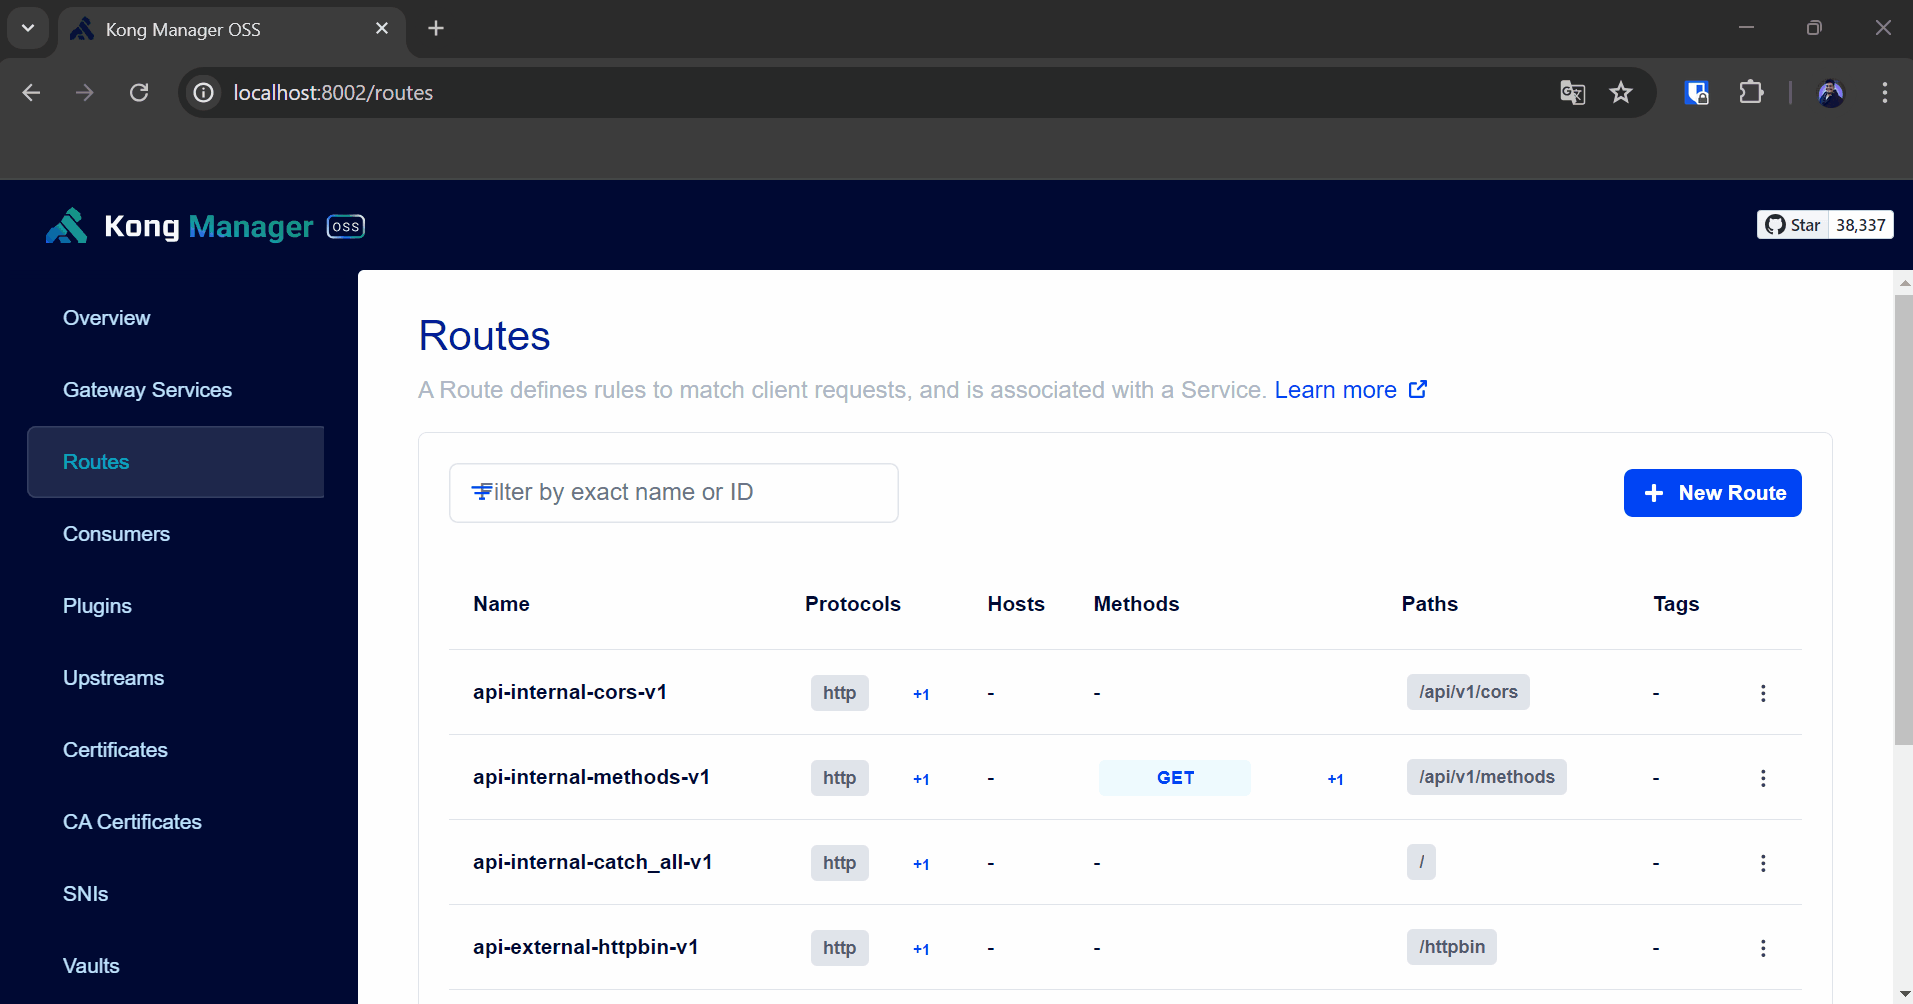 Kong Manager OSS
localhost:8002/routes
Kong Manager OSS
Star 38,337
Overview
Gateway Services
Routes
Consumers
Plugins
Upstreams
Certificates
CA Certificates
SNIs
Vaults
Routes
A Route defines rules to match client requests, and is associated with a Service. Learn more
Filter by exact name or ID
New Route
Name Protocols Hosts Methods Paths Tags
api-internal-cors-v1 http +1 - - /api/v1/cors -
api-internal-methods-v1 http +1 - GET +1 /api/v1/methods -
api-internal-catch_all-v1 http +1 - - / -
api-external-httpbin-v1 http +1 - - /httpbin -